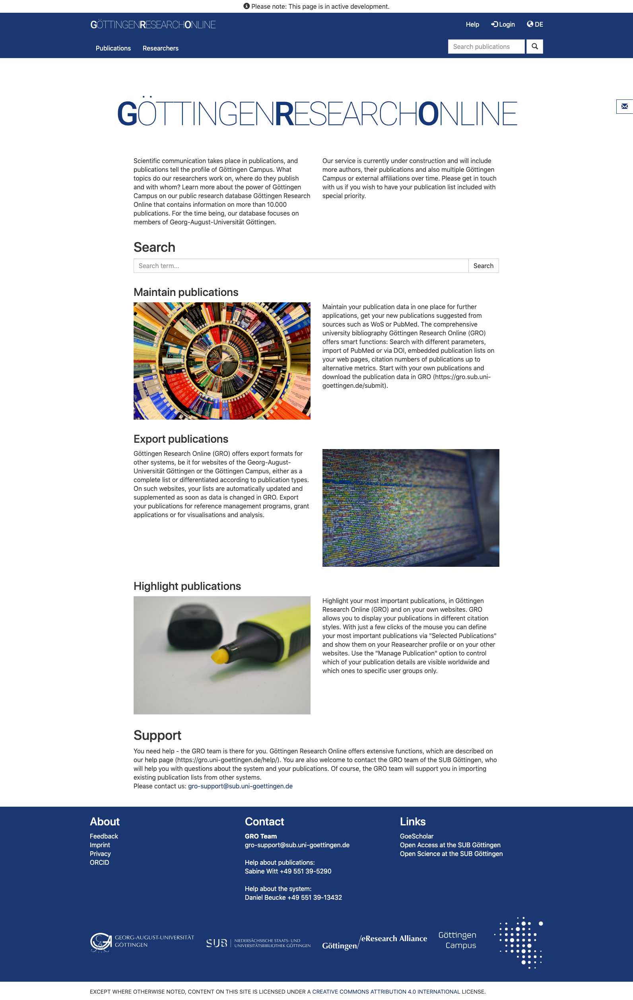 Please note: This page is in active development.
GÖTTINGENRESEARCHONLINE
Help Login DE
Publications Researchers Search publications
GÖTTINGENRESEARCHONLINE
Scientific communication takes place in publications, and
publications tell the profile of Göttingen Campus. What
topics do our researchers work on, where do they publish
and with whom? Learn more about the power of Göttingen
Campus on our public research database Göttingen Research
Online that contains information on more than 10.000
publications. For the time being, our database focuses on
members of Georg-August-Universität Göttingen.
Our service is currently under construction and will include
more authors, their publications and also multiple Göttingen
Campus or external affiliations over time. Please get in touch
with us if you wish to have your publication list included with
special priority.
Search
Search term...
Search
Maintain publications
Maintain your publication data in one place for further
applications, get your new publications suggested from
sources such as WoS or PubMed. The comprehensive
university bibliography Göttingen Research Online (GRO)
offers smart functions: Search with different parameters,
import of PubMed or via DOI, embedded publication lists on
your web pages, citation numbers of publications up to
alternative metrics. Start with your own publications and
download the publication data in GRO (https://gro.sub.uni-
goettingen.de/submit).
Export publications
Göttingen Research Online (GRO) offers export formats for
other systems, be it for websites of the Georg-August-
Universität Göttingen or the Göttingen Campus, either as a
complete list or differentiated according to publication types.
On such websites, your lists are automatically updated and
supplemented as soon as data is changed in GRO. Export
your publications for reference management programs, grant
applications or for visualisations and analysis.
Highlight publications
Highlight your most important publications, in Göttingen
Research Online (GRO) and on your own websites. GRO
allows you to display your publications in different citation
styles. With just a few clicks of the mouse you can define
your most important publications via "Selected Publications"
and show them on your Reasearcher profile or on your other
websites. Use the "Manage Publication" option to control
which of your publication details are visible worldwide and
which ones to specific user groups only.
Support
You need help - the GRO team is there for you. Göttingen Research Online offers extensive functions, which are described on
our help page (https://gro.uni-goettingen.de/help/). You are also welcome to contact the GRO team of the SUB Göttingen, who
will help you with questions about the system and your publications. Of course, the GRO team will support you in importing
existing publication lists from other systems.
Please contact us: gro-support@sub.uni-goettingen.de
About
Feedback
Imprint
Privacy
ORCID
Contact
GRO Team
gro-support@sub.uni-goettingen.de
Help about publications:
Sabine Witt +49 551 39-5290
Help about the system:
Daniel Beucke +49 551 39-13432
Links
GoeScholar
Open Access at the SUB Göttingen
Open Science at the SUB Göttingen
GEORG-AUGUST-UNIVERSITÄT
GÖTTINGEN
SUB
NIEDERSÄCHSISCHE STAATS- UND
UNIVERSITÄTSBIBLIOTHEK GÖTTINGEN
Göttingen/eResearch Alliance
Göttingen
Campus
EXCEPT WHERE OTHERWISE NOTED, CONTENT ON THIS SITE IS LICENSED UNDER A CREATIVE COMMONS ATTRIBUTION 4.0 INTERNATIONAL LICENSE.